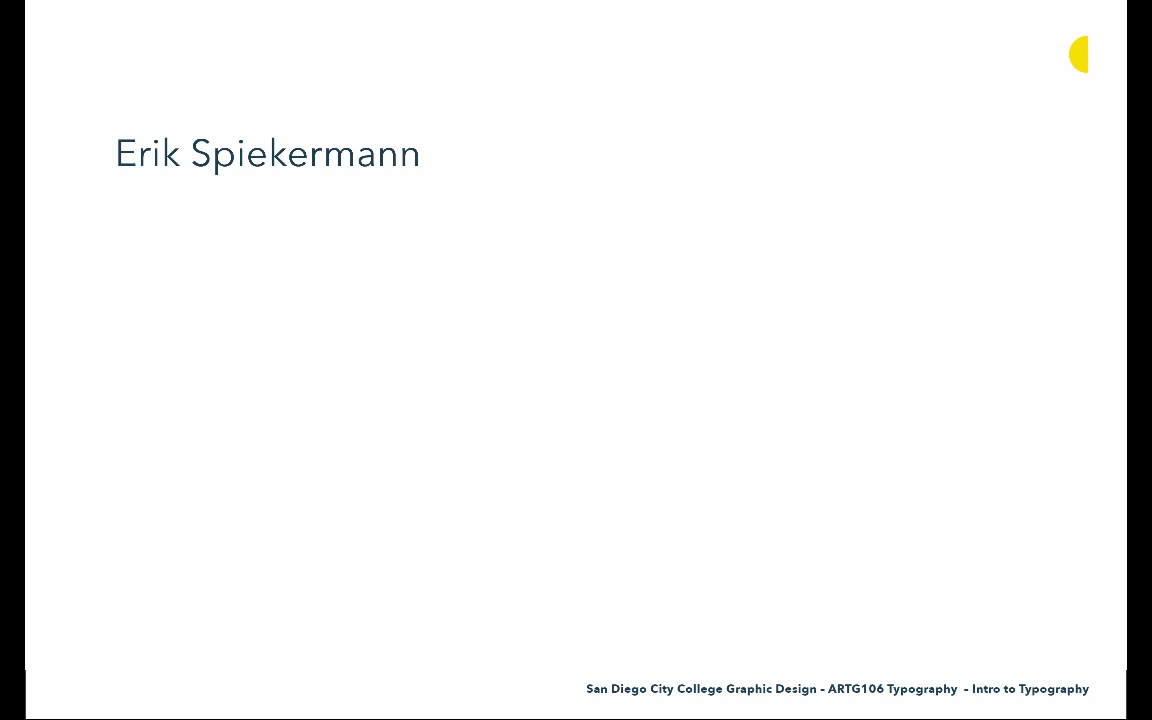 Erik Spiekermann
San Diego City College Graphic Design – ARTG106 Typography – Intro to Typography